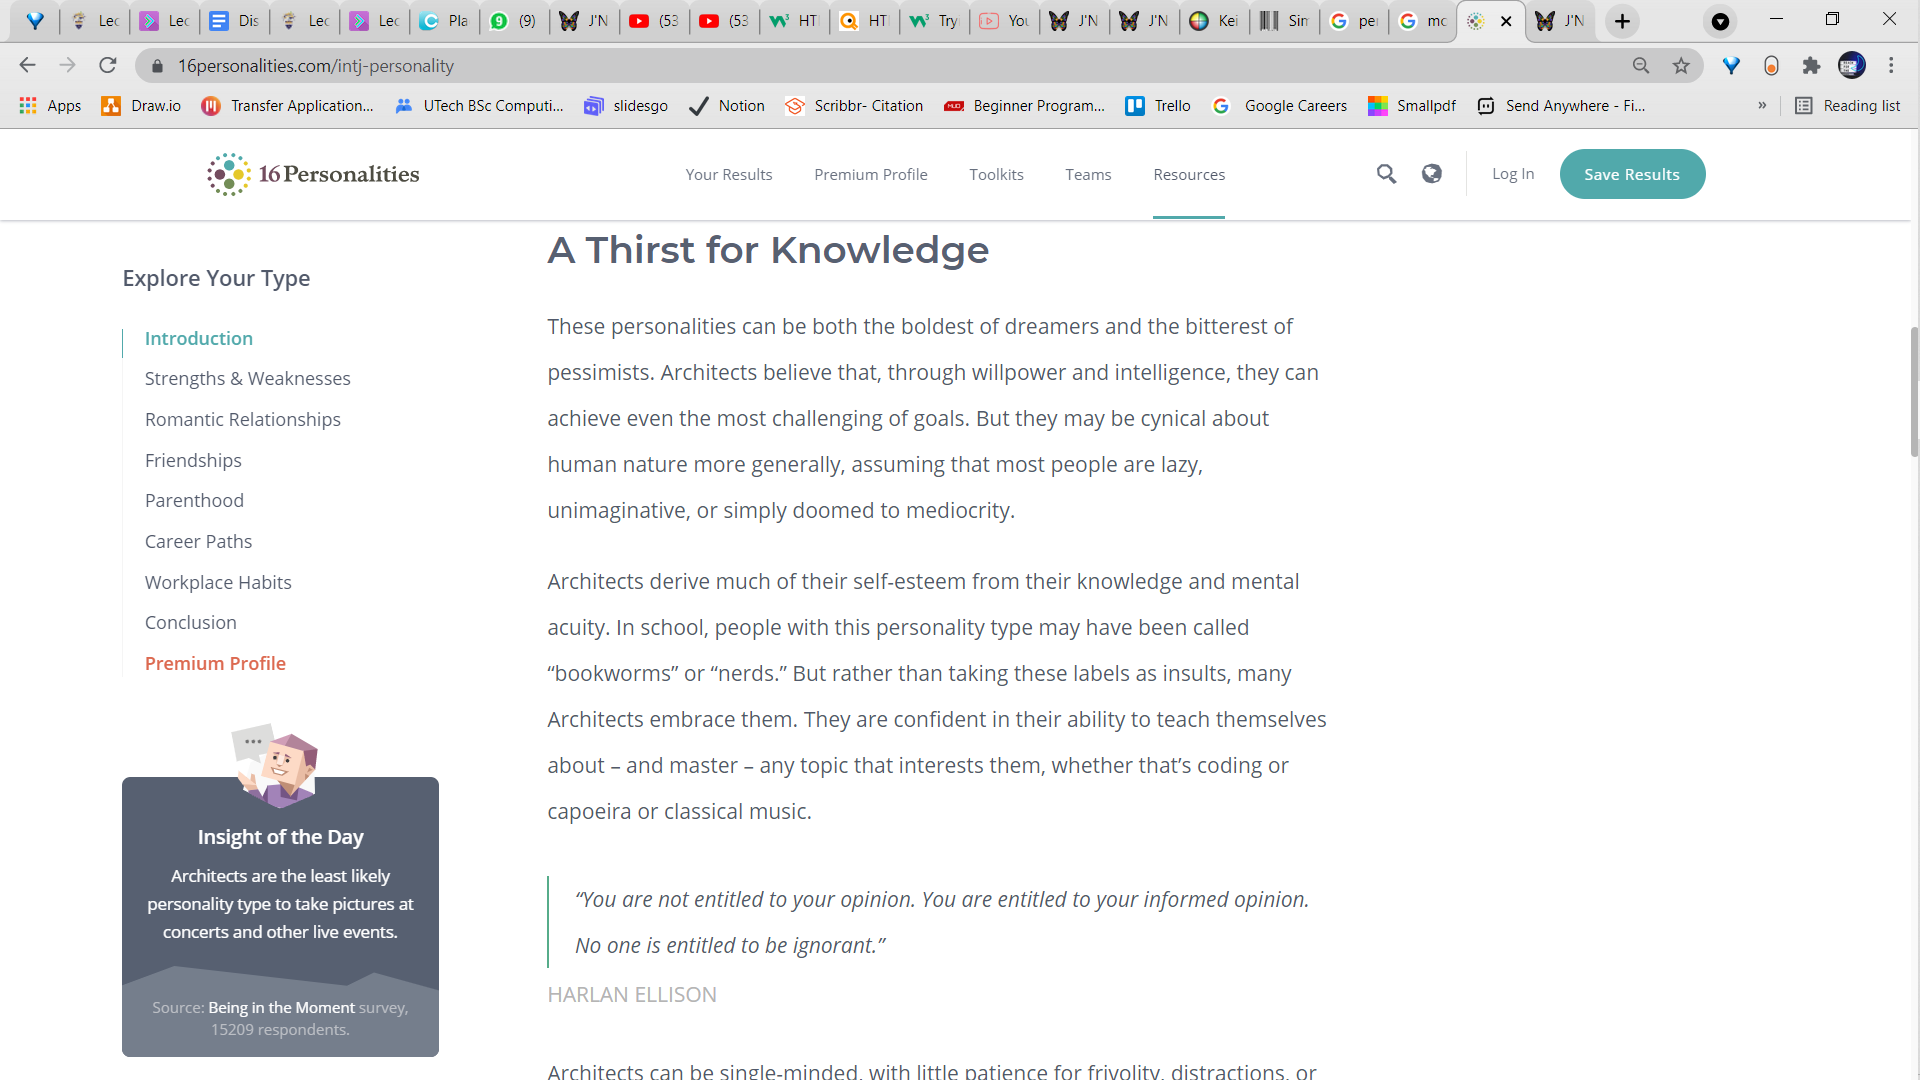 Lec
Lec
Dis
Lec
Lec
Pla
(9)
J'N
(53
(53
HTI
HTI
Try
You
J'N
J'N
Kei
Sim
per
mc
J'N
16personalities.com/intj-personality
Apps
Draw.io
Transfer Application...
UTech BSc Computi...
slidesgo
Notion
Scribbr- Citation
Beginner Program...
Trello
Google Careers
Smallpdf
Send Anywhere - Fi...
»
Reading list
16Personalities
Your Results
Premium Profile
Toolkits
Teams
Resources
Log In
Save Results
Explore Your Type
Introduction
Strengths & Weaknesses
Romantic Relationships
Friendships
Parenthood
Career Paths
Workplace Habits
Conclusion
Premium Profile
Insight of the Day
Architects are the least likely
personality type to take pictures at
concerts and other live events.
Source: Being in the Moment survey,
15209 respondents.
A Thirst for Knowledge
These personalities can be both the boldest of dreamers and the bitterest of
pessimists. Architects believe that, through willpower and intelligence, they can
achieve even the most challenging of goals. But they may be cynical about
human nature more generally, assuming that most people are lazy,
unimaginative, or simply doomed to mediocrity.
Architects derive much of their self-esteem from their knowledge and mental
acuity. In school, people with this personality type may have been called
“bookworms” or “nerds.” But rather than taking these labels as insults, many
Architects embrace them. They are confident in their ability to teach themselves
about – and master – any topic that interests them, whether that’s coding or
capoeira or classical music.
“You are not entitled to your opinion. You are entitled to your informed opinion.
No one is entitled to be ignorant.”
HARLAN ELLISON
Architects can be single-minded, with little patience for frivolity, distractions, or